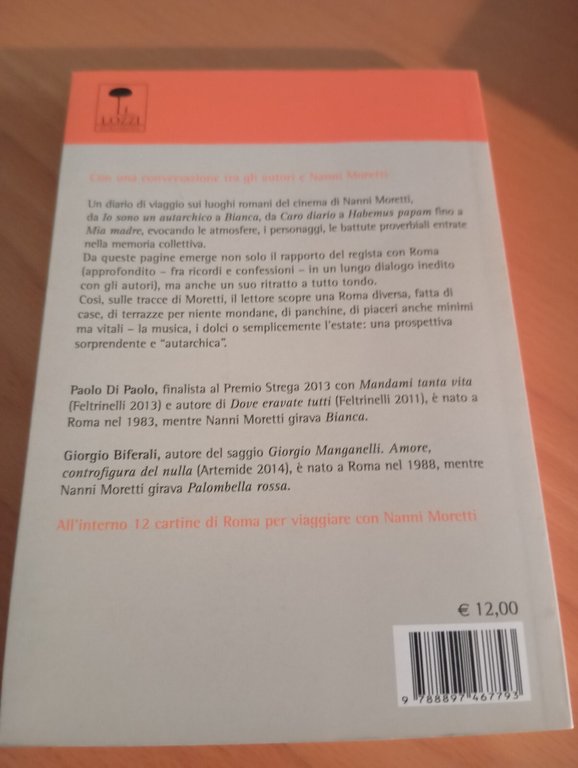 LOZZI
Con una conversazione tra gli autori e Nanni Moretti
Un diario di viaggio sui luoghi romani del cinema di Nanni Moretti,
da Io sono un autarchico a Bianca, da Caro diario a Habemus papam fino a
Mia madre, evocando le atmosfere, i personaggi, le battute proverbiali entrate
nella memoria collettiva.
Da queste pagine emerge non solo il rapporto del regista con Roma
(approfondito – fra ricordi e confessioni – in un lungo dialogo inedito
con gli autori), ma anche un suo ritratto a tutto tondo.
Così, sulle tracce di Moretti, il lettore scopre una Roma diversa, fatta di
case, di terrazze per niente mondane, di panchine, di piaceri anche minimi
ma vitali – la musica, i dolci o semplicemente l'estate: una prospettiva
sorprendente e “autarchica”.
Paolo Di Paolo, finalista al Premio Strega 2013 con Mandami tanta vita
(Feltrinelli 2013) e autore di Dove eravate tutti (Feltrinelli 2011), è nato a
Roma nel 1983, mentre Nanni Moretti girava Bianca.
Giorgio Biferali, autore del saggio Giorgio Manganelli. Amore,
controfigura del nulla (Artemide 2014), è nato a Roma nel 1988, mentre
Nanni Moretti girava Palombella rossa.
All'interno 12 cartine di Roma per viaggiare con Nanni Moretti
€ 12,00
9 788897 467793